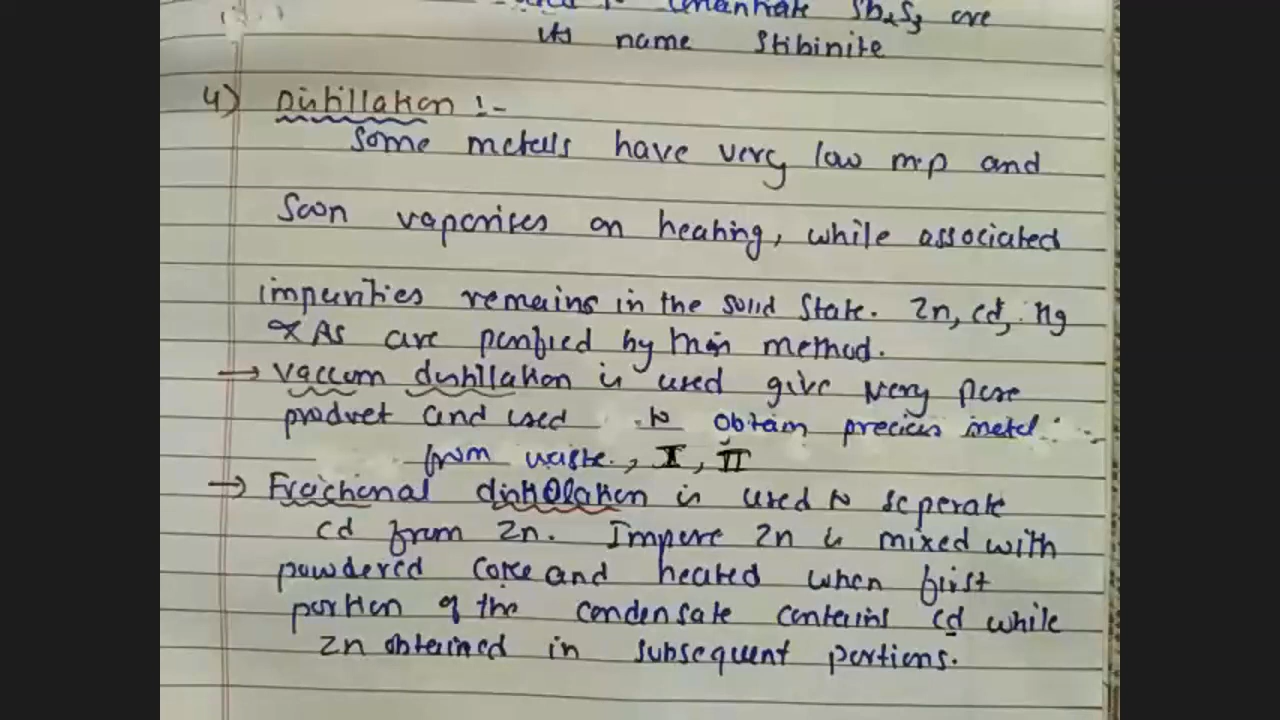 Sb2S3 ore
its name Stibinite
4) Distillation :-
Some metals have very low m.p and
Soon vaporises on heating, while associated
impurities remains in the solid State. Zn, Cd, Hg
& As are purified by this method.
→ Vaccum distillation is used give very pure
product and used to obtain precious metal
from waste., I, II
→ Fractional distillation is used to seperate
Cd from Zn. Impure Zn is mixed with
powdered coke and heated when first
portion of the condensate contains Cd while
Zn obtained in subsequent portions.